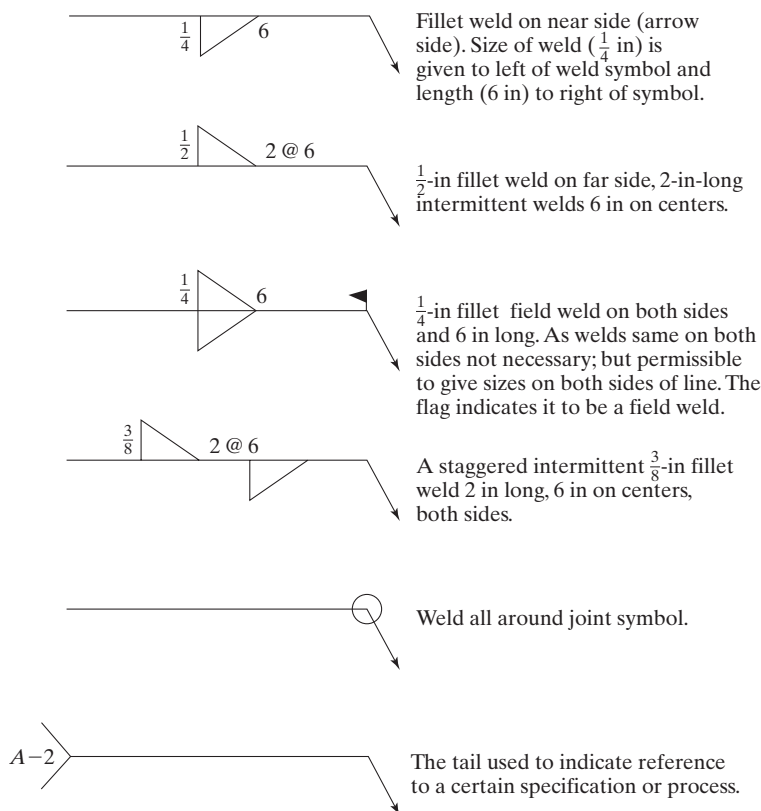 1/4 6
Fillet weld on near side (arrow
side). Size of weld (1/4 in) is
given to left of weld symbol and
length (6 in) to right of symbol.
1/2 2 @ 6
1/2-in fillet weld on far side, 2-in-long
intermittent welds 6 in on centers.
1/4 6
1/4-in fillet field weld on both sides
and 6 in long. As welds same on both
sides not necessary; but permissible
to give sizes on both sides of line. The
flag indicates it to be a field weld.
3/8 2 @ 6
A staggered intermittent 3/8-in fillet
weld 2 in long, 6 in on centers,
both sides.
Weld all around joint symbol.
A−2
The tail used to indicate reference
to a certain specification or process.